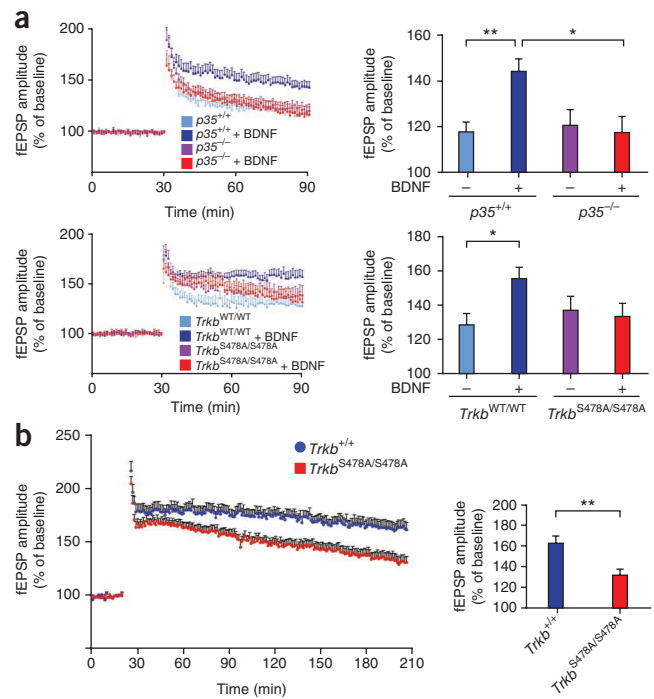 a
fEPSP amplitude
(% of baseline)
200
150
100
50
p35+/+
p35+/+ + BDNF
p35–/–
p35–/– + BDNF
0 30 60 90
Time (min)
fEPSP amplitude
(% of baseline)
160
140
120
100
** *
BDNF – + – +
p35+/+ p35–/–
fEPSP amplitude
(% of baseline)
200
150
100
50
TrkbWT/WT
TrkbWT/WT + BDNF
TrkbS478A/S478A
TrkbS478A/S478A + BDNF
0 30 60 90
Time (min)
fEPSP amplitude
(% of baseline)
180
160
140
120
100
*
BDNF – + – +
TrkbWT/WT TrkbS478A/S478A
b
fEPSP amplitude
(% of baseline)
250
200
150
100
50
Trkb+/+
TrkbS478A/S478A
0 30 60 90 120 150 180 210
Time (min)
fEPSP amplitude
(% of baseline)
200
180
160
140
120
100
**
Trkb+/+
TrkbS478A/S478A